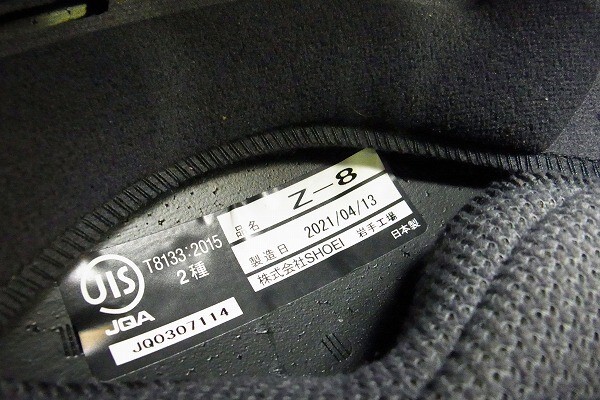 JIS
T8133:2015
2種
JQA
JQ0307114
品名 Z-8
製造日 2021/04/13
株式会社SHOEI 岩手工場
日本製